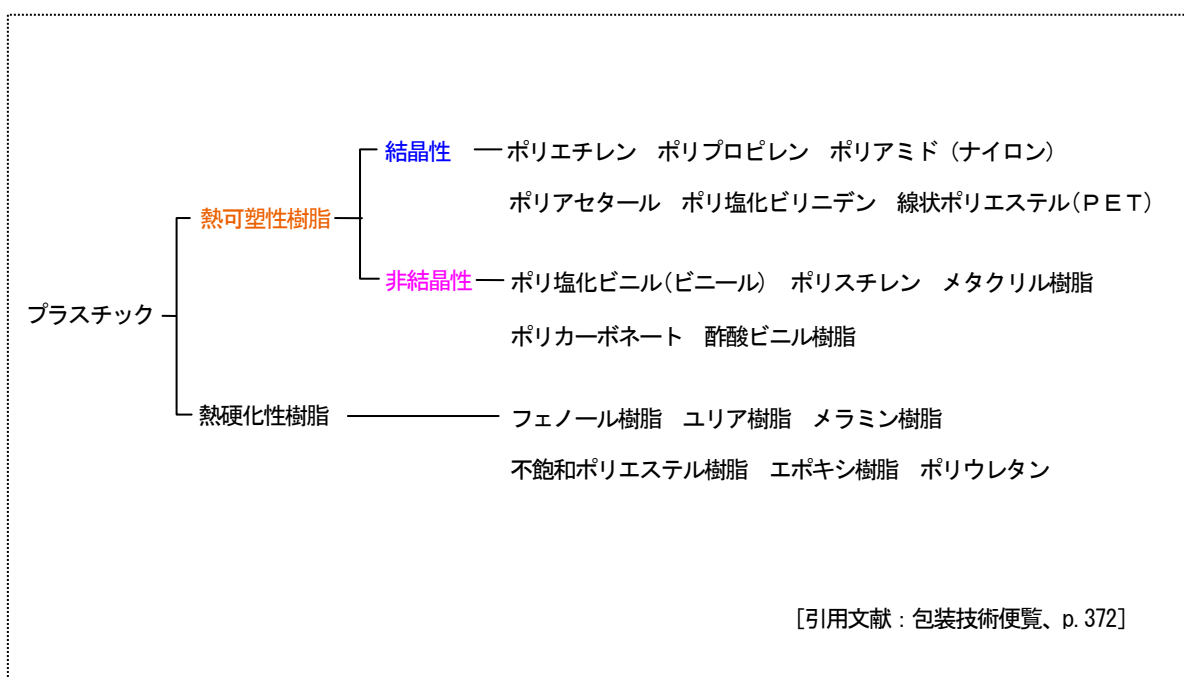 結晶性 ポリエチレン ポリプロピレン ポリアミド(ナイロン)
ポリアセタール ポリ塩化ビリニデン 線状ポリエステル(PET)
熱可塑性樹脂
非結晶性 ポリ塩化ビニル(ビニール) ポリスチレン メタクリル樹脂
プラスチック
ポリカーボネート 酢酸ビニル樹脂
熱硬化性樹脂 フェノール樹脂 ユリア樹脂 メラミン樹脂
不飽和ポリエステル樹脂 エポキシ樹脂 ポリウレタン
[引用文献:包装技術便覧、p.372]